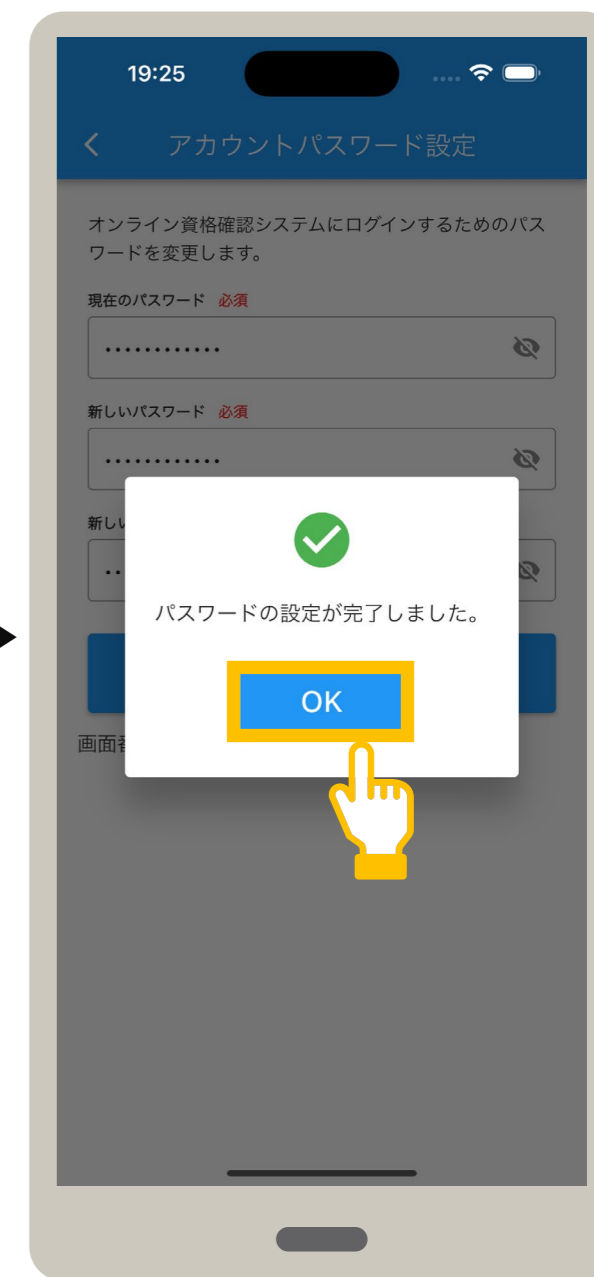 19:25
アカウントパスワード設定
オンライン資格確認システムにログインするためのパス
ワードを変更します。
現在のパスワード 必須
............
新しいパスワード 必須
............
新しい
..
パスワードの設定が完了しました。
OK
画面